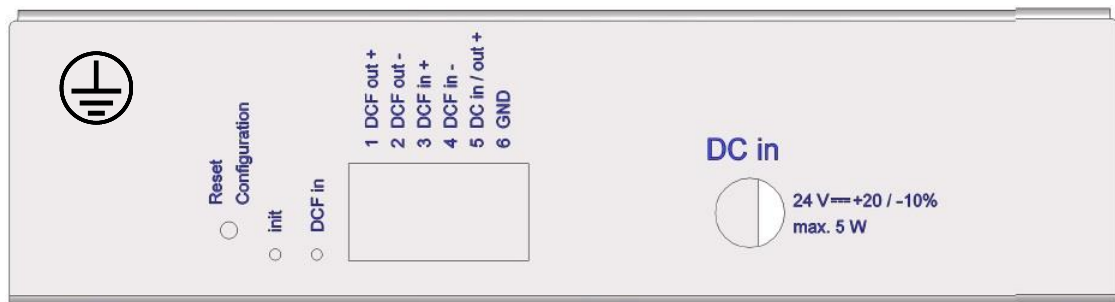 Reset
Configuration
init
DCF in
1 DCF out +
2 DCF out -
3 DCF in +
4 DCF in -
5 DC in / out +
6 GND
DC in
24 V⎓+20 / -10%
max. 5 W